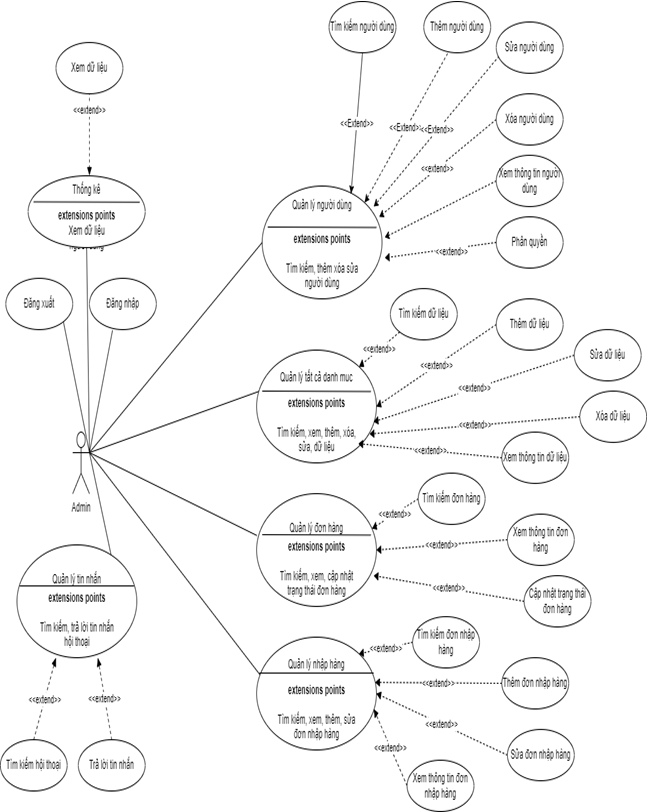 Tìm kiếm người dùng
Thêm người dùng
Sửa người dùng
Xem dữ liệu
<<extend>>
<<Extend>>
<<Extend>>
<<Extend>>
Xóa người dùng
<<extend>>
Xem thông tin người
dùng
Thống kê
extensions points
Xem dữ liệu
Quản lý người dùng
extensions points
Tìm kiếm, thêm xóa sửa
người dùng
Phân quyền
<<extend>>
Đăng xuất
Đăng nhập
Tìm kiếm dữ liệu
<<extend>>
Thêm dữ liệu
<<extend>>
Sửa dữ liệu
<<extend>>
Quản lý tất cả danh muc
extensions points
Tìm kiếm, xem, thêm, xóa,
sửa, dữ liệu
Xóa dữ liệu
<<extend>>
<<extend>>
Xem thông tin dữ liệu
Admin
Tìm kiếm đơn hàng
<<extend>>
Quản lý đơn hàng
extensions points
Tìm kiếm, xem, cập nhật
trạng thái đơn hàng
Xem thông tin đơn
hàng
<<extend>>
<<extend>>
Cập nhật trạng thái
đơn hàng
Quản lý tin nhắn
extensions points
Tìm kiếm, trả lời tin nhắn
hội thoại
<<extend>>
<<extend>>
Tìm kiếm hội thoại
Trả lời tin nhắn
Tìm kiếm đơn nhập
hàng
<<extend>>
Quản lý nhập hàng
extensions points
Tìm kiếm, xem, thêm, sửa
đơn nhập hàng
<<extend>>
Thêm đơn nhập hàng
<<extend>>
Sửa đơn nhập hàng
<<extend>>
Xem thông tin đơn
nhập hàng